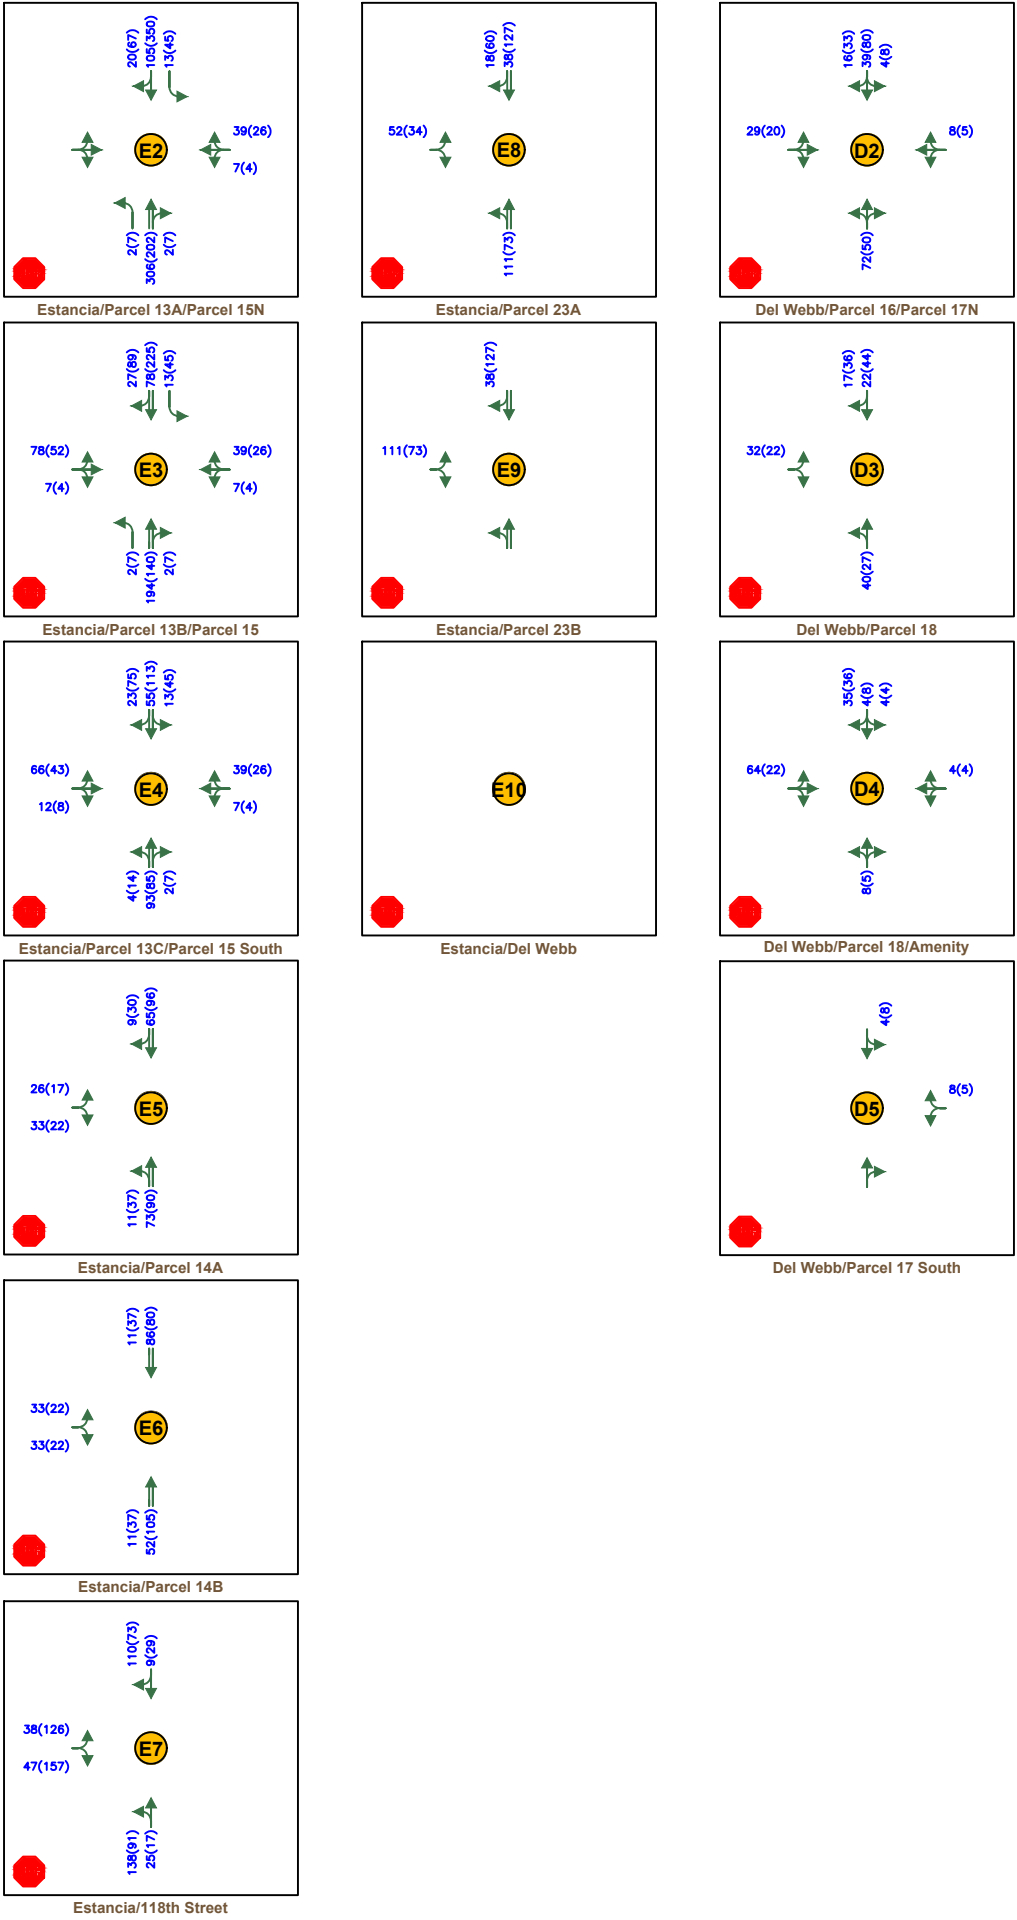 20(67)
105(350)
13(45)
E2
39(26)
7(4)
2(7)
306(202)
2(7)
Estancia/Parcel 13A/Parcel 15N
18(60)
38(127)
52(34)
E8
111(73)
Estancia/Parcel 23A
16(33)
39(80)
4(8)
29(20)
D2
8(5)
72(50)
Del Webb/Parcel 16/Parcel 17N
27(89)
78(225)
13(45)
78(52)
7(4)
E3
39(26)
7(4)
2(7)
194(140)
2(7)
Estancia/Parcel 13B/Parcel 15
38(127)
111(73)
E9
Estancia/Parcel 23B
17(36)
22(44)
32(22)
D3
40(27)
Del Webb/Parcel 18
23(75)
55(113)
13(45)
66(43)
12(8)
E4
39(26)
7(4)
4(14)
93(85)
2(7)
Estancia/Parcel 13C/Parcel 15 South
E10
Estancia/Del Webb
35(36)
4(8)
4(4)
64(22)
D4
4(4)
8(5)
Del Webb/Parcel 18/Amenity
9(30)
65(96)
26(17)
33(22)
E5
11(37)
73(90)
Estancia/Parcel 14A
4(8)
D5
8(5)
Del Webb/Parcel 17 South
11(37)
86(80)
33(22)
33(22)
E6
11(37)
52(105)
Estancia/Parcel 14B
110(73)
9(29)
38(126)
47(157)
E7
138(91)
25(17)
Estancia/118th Street